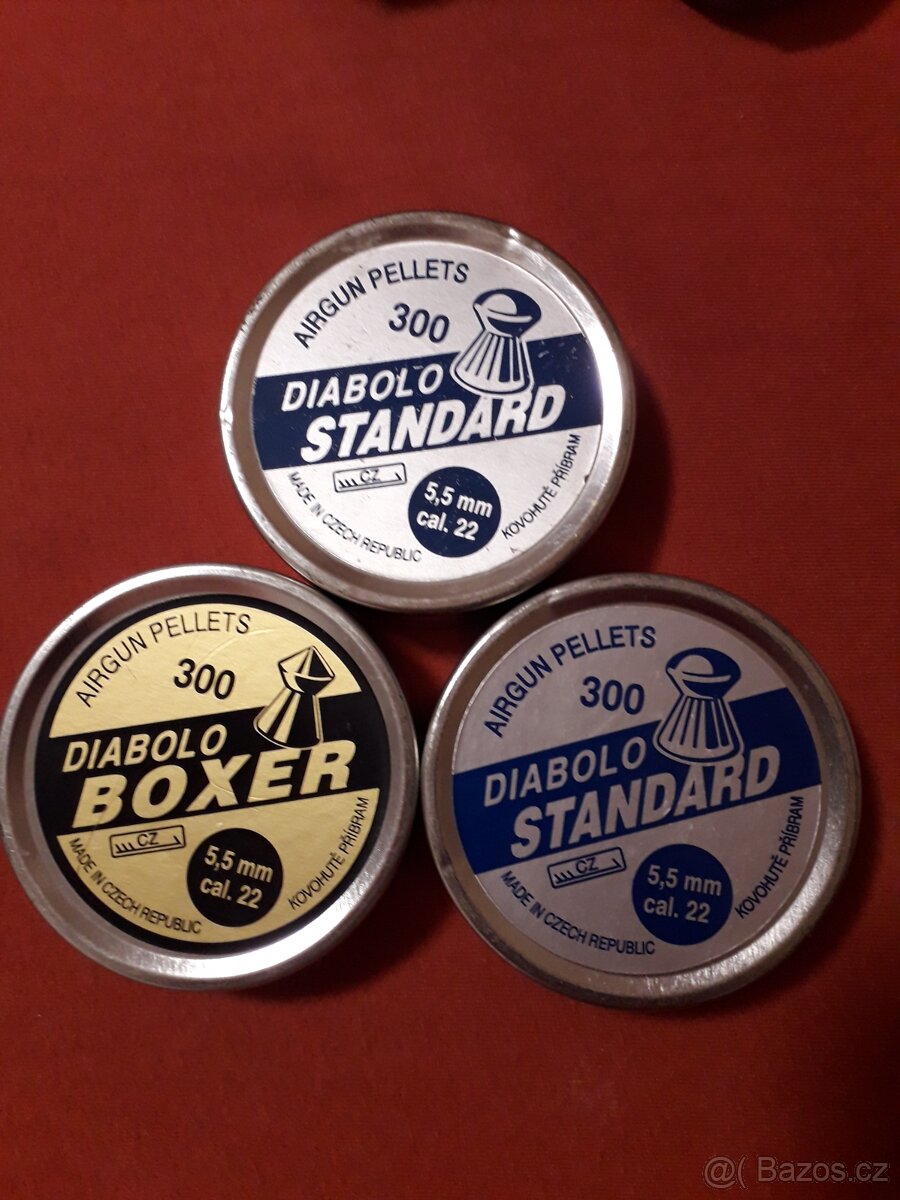 AIRGUN PELLETS
300
DIABOLO
STANDARD
CZ
5,5 mm
cal. 22
MADE IN CZECH REPUBLIC
KOVOHUTĚ PŘÍBRAM
AIRGUN PELLETS
300
DIABOLO
BOXER
CZ
5,5 mm
cal. 22
MADE IN CZECH REPUBLIC
KOVOHUTĚ PŘÍBRAM
AIRGUN PELLETS
300
DIABOLO
STANDARD
CZ
5,5 mm
cal. 22
MADE IN CZECH REPUBLIC
KOVOHUTĚ PŘÍBRAM
@( Bazos.cz